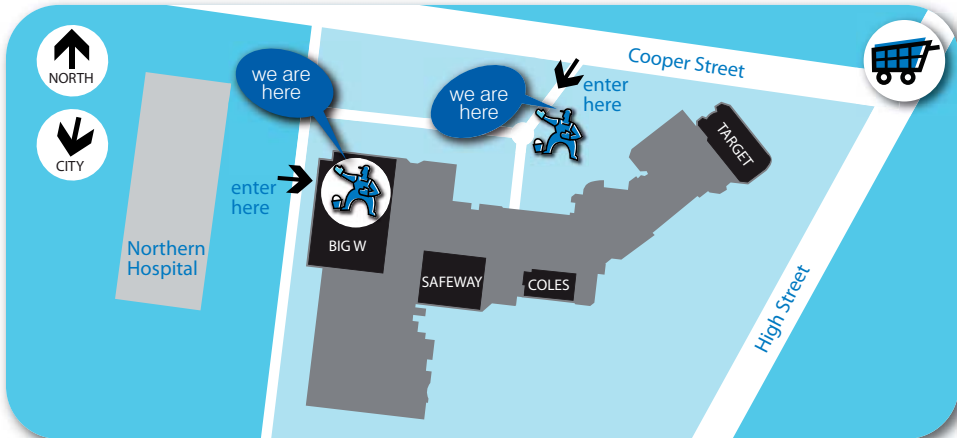 NORTH
CITY
we are
here
we are
here
Cooper Street
enter
here
TARGET
enter
here
Northern
Hospital
BIG W
SAFEWAY
COLES
High Street